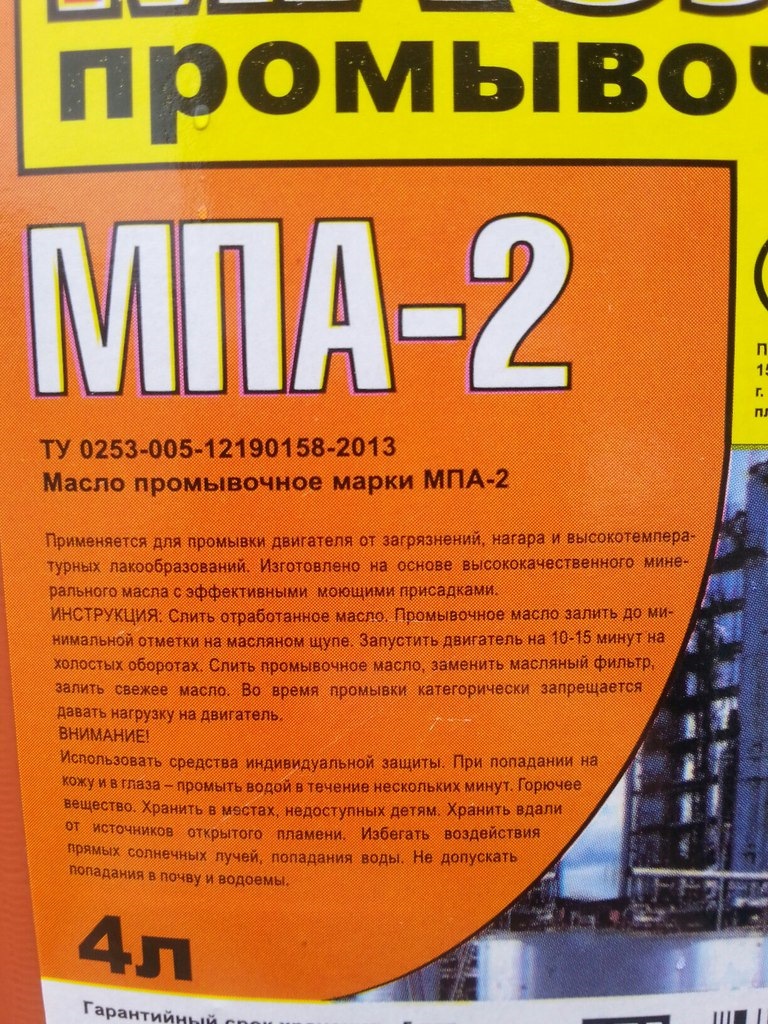 МПА-2
ТУ 0253-005-12190158-2013
Масло промывочное марки МПА-2
Применяется для промывки двигателя от загрязнений, нагара и высокотемпера-
турных лакообразований. Изготовлено на основе высококачественного мине-
рального масла с эффективными моющими присадками.
ИНСТРУКЦИЯ: Слить отработанное масло. Промывочное масло залить до ми-
нимальной отметки на масляном щупе. Запустить двигатель на 10-15 минут на
холостых оборотах. Слить промывочное масло, заменить масляный фильтр,
залить свежее масло. Во время промывки категорически запрещается
давать нагрузку на двигатель.
ВНИМАНИЕ!
Использовать средства индивидуальной защиты. При попадании на
кожу и в глаза – промыть водой в течение нескольких минут. Горючее
вещество. Хранить в местах, недоступных детям. Хранить вдали
от источников открытого пламени. Избегать воздействия
прямых солнечных лучей, попадания воды. Не допускать
попадания в почву и водоемы.
4л
Гарантийный срок